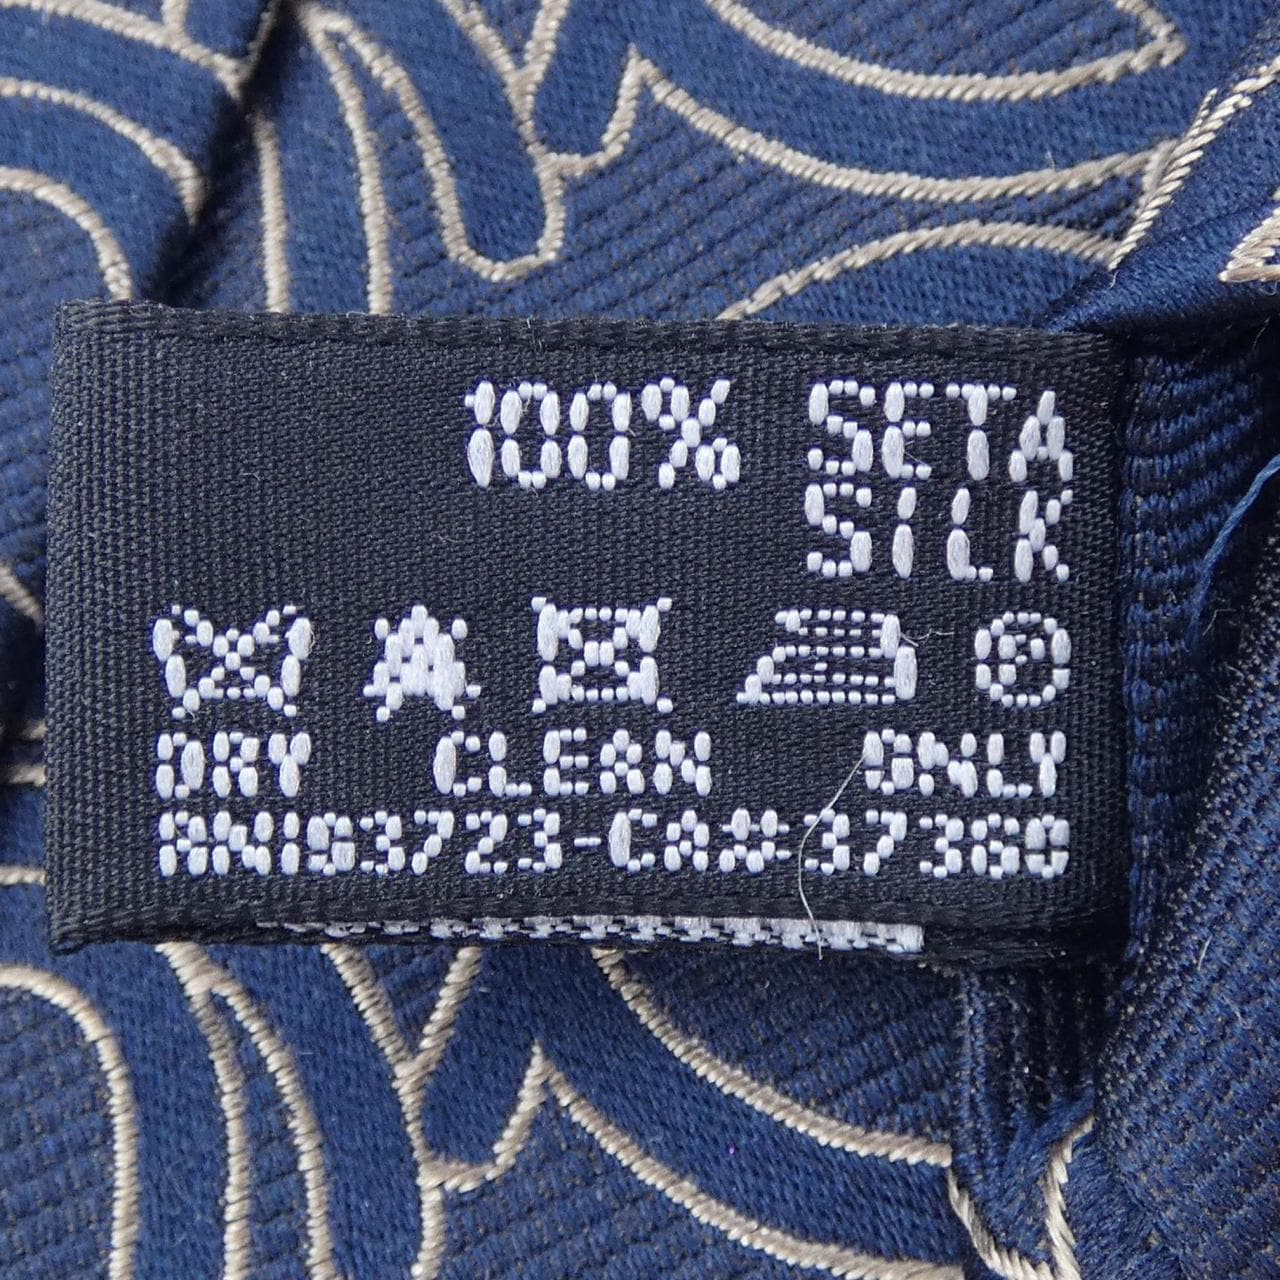 100% SETA
SILK
P
DRY CLEAN ONLY
RN193723-CA#37360